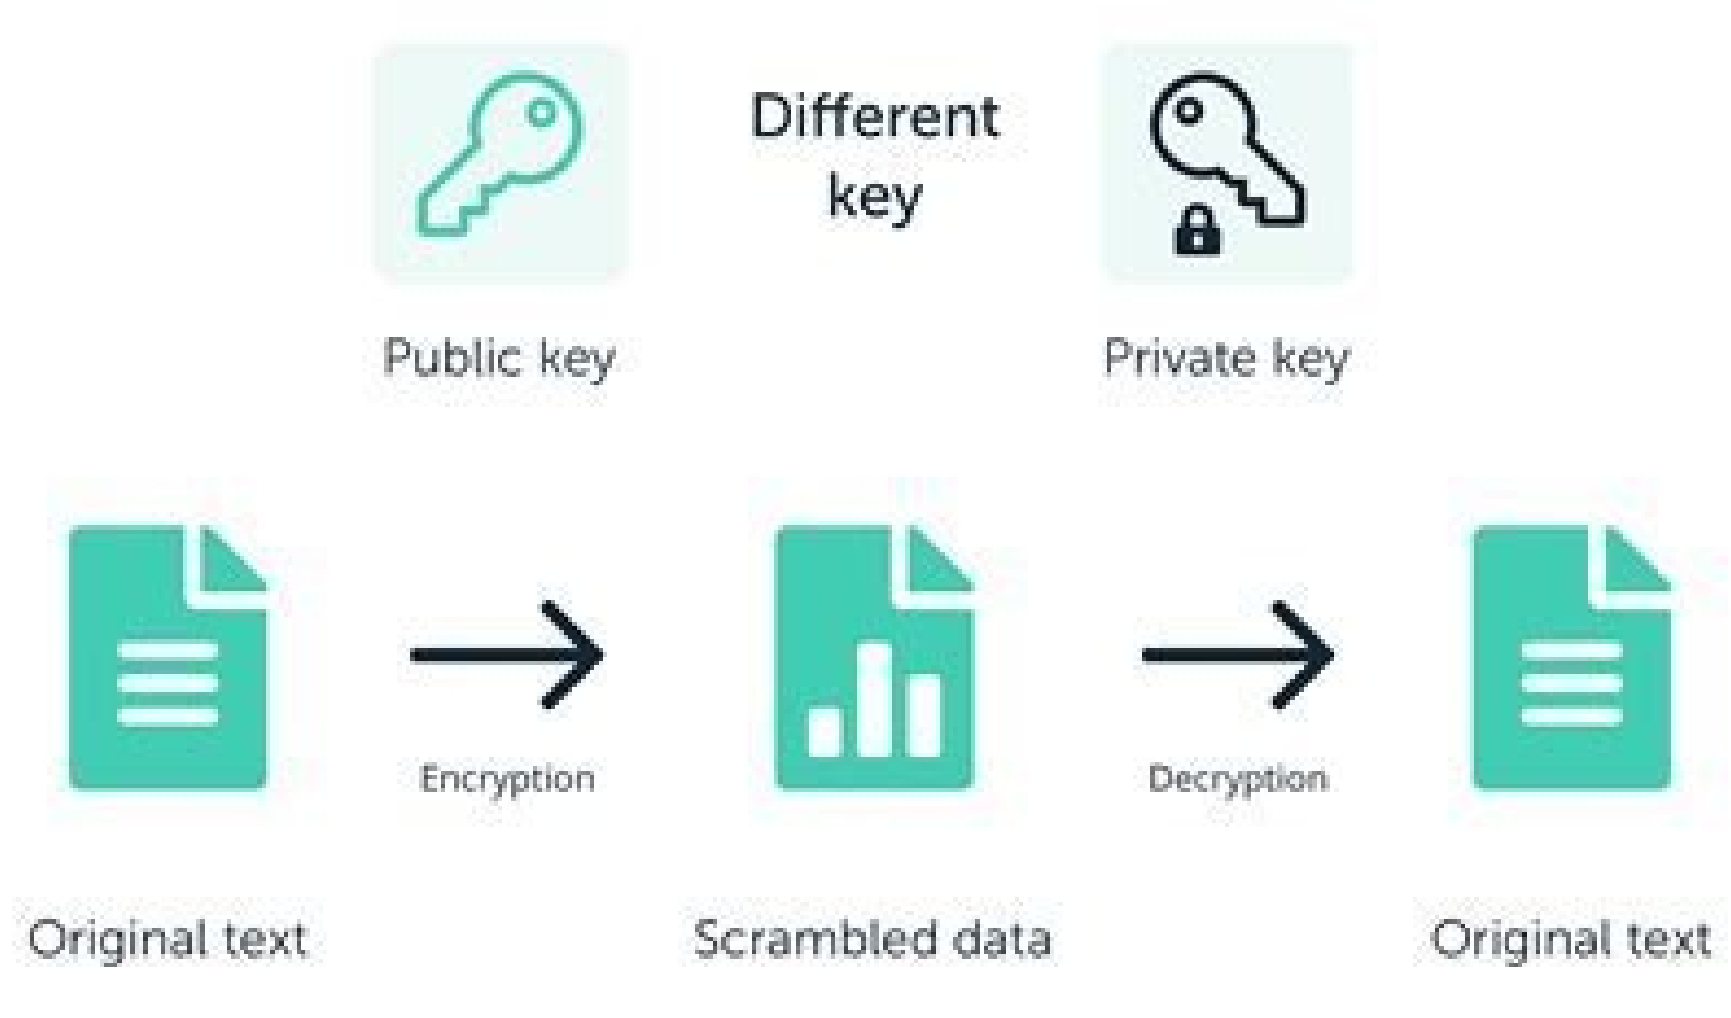 Different
key
Public key
Private key
Encryption
Decryption
Original text
Scrambled data
Original text